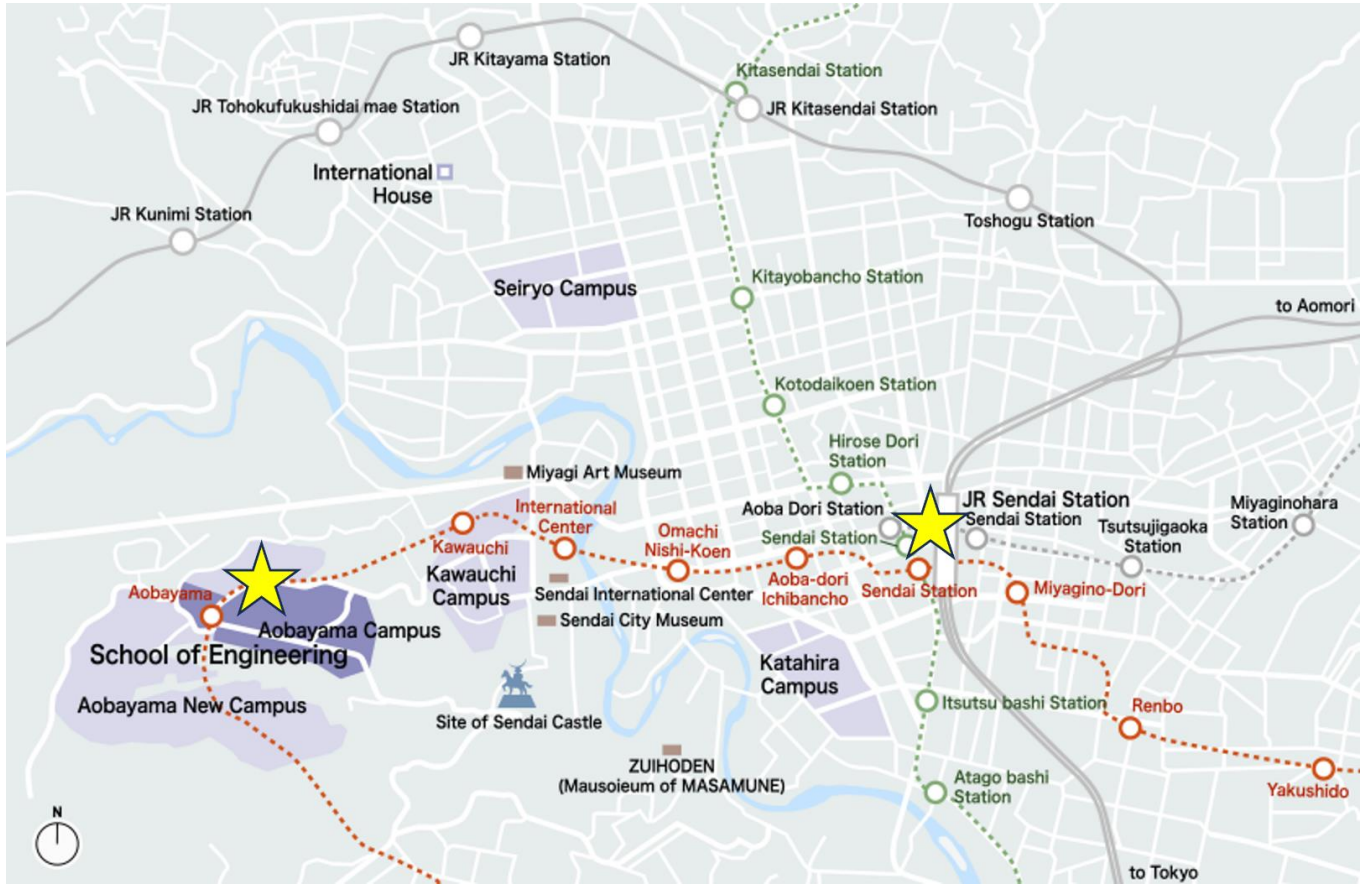 JR Kitayama Station
Kitasendai Station
JR Tohokufukushidai mae Station
JR Kitasendai Station
International
House
JR Kunimi Station
Toshogu Station
Seiryo Campus
Kitayobancho Station
to Aomori
Kotodaikoen Station
Hirose Dori
Station
Miyagi Art Museum
JR Sendai Station
Aoba Dori Station
Sendai Station
Miyaginohara
Station
International
Center
Omachi
Nishi-Koen
Sendai Station
Tsutsujigaoka
Station
Kawauchi
Kawauchi
Campus
Aoba-dori
Ichibancho
Sendai Station
Miyagino-Dori
Aobayama
Sendai International Center
Sendai City Museum
Aobayama Campus
School of Engineering
Katahira
Campus
Aobayama New Campus
Site of Sendai Castle
Itsutsu bashi Station
Renbo
ZUIHODEN
(Mausoieum of MASAMUNE)
Atago bashi
Station
Yakushido
N
to Tokyo